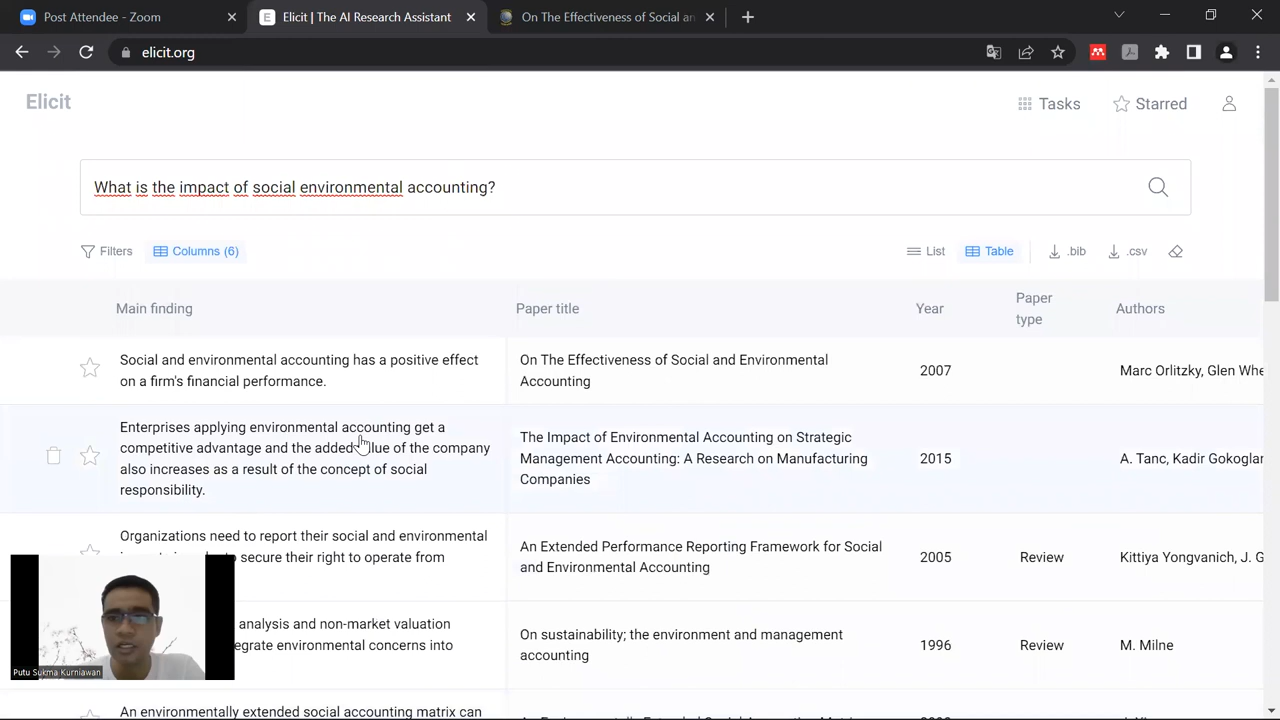 Post Attendee - Zoom
Elicit | The AI Research Assistant
On The Effectiveness of Social an
elicit.org
Elicit
Tasks
Starred
What is the impact of social environmental accounting?
Filters
Columns (6)
List
Table
.bib
.csv
Main finding
Paper title
Year
Paper
type
Authors
Social and environmental accounting has a positive effect
on a firm's financial performance.
On The Effectiveness of Social and Environmental
Accounting
2007
Marc Orlitzky, Glen Whe
Enterprises applying environmental accounting get a
competitive advantage and the added value of the company
also increases as a result of the concept of social
responsibility.
The Impact of Environmental Accounting on Strategic
Management Accounting: A Research on Manufacturing
Companies
2015
A. Tanc, Kadir Gokoglan
Organizations need to report their social and environmental
to secure their right to operate from
An Extended Performance Reporting Framework for Social
and Environmental Accounting
2005
Review
Kittiya Yongvanich, J. G
analysis and non-market valuation
egrate environmental concerns into
On sustainability; the environment and management
accounting
1996
Review
M. Milne
An environmentally extended social accounting matrix can
Putu Sukma Kurniawan